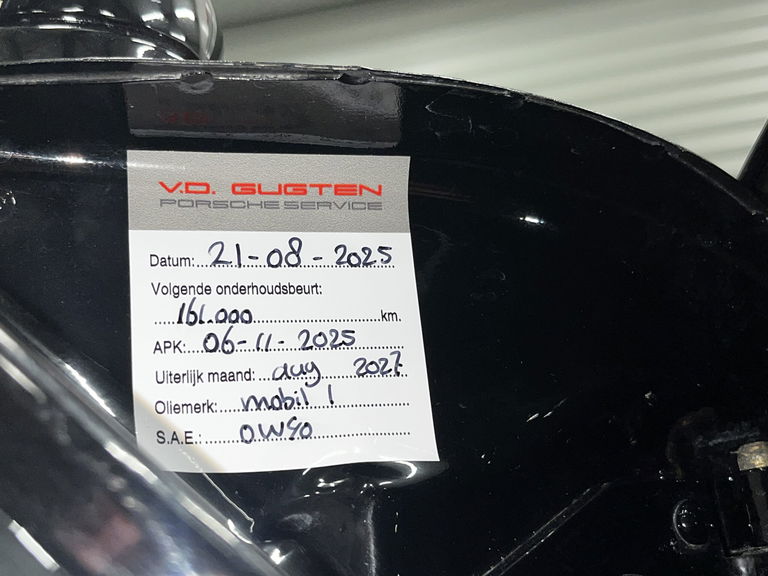 V.D. GUGTEN
PORSCHE SERVICE
Datum: 21-08-2025
Volgende onderhoudsbeurt:
161.000 km.
APK: 06-11-2025
Uiterlijk maand: aug 2027
Oliemerk: mobil 1
S.A.E.: 0W40